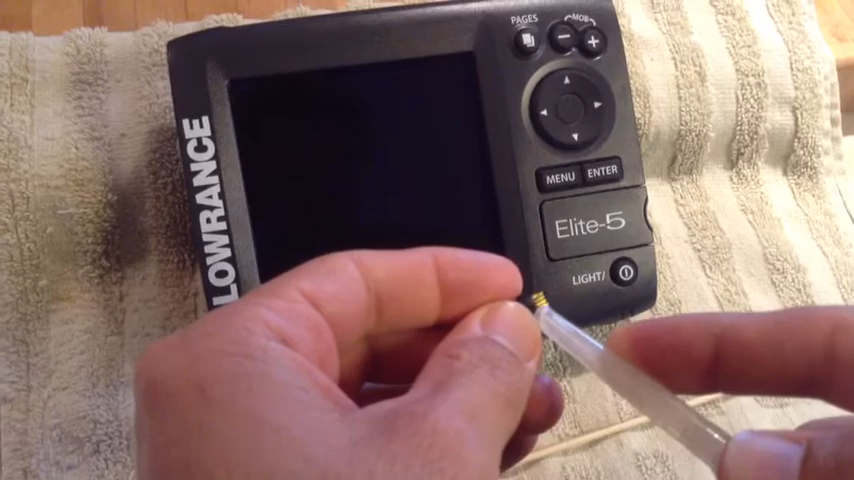 PAGES
MOB
LOWRANCE
MENU
ENTER
Elite-5
LIGHT/